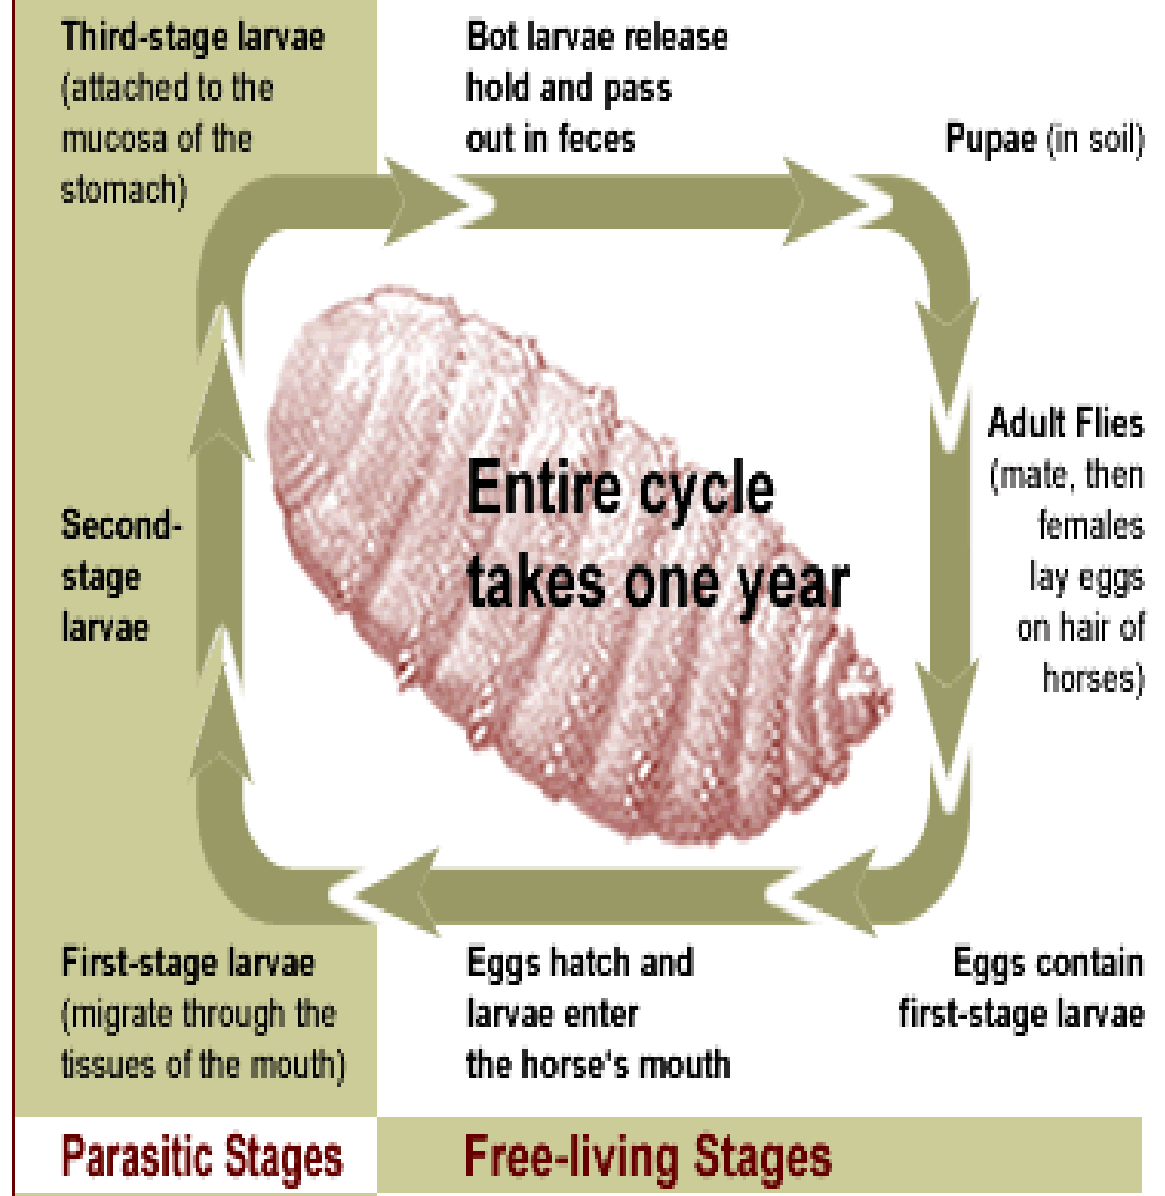 Third-stage larvae
(attached to the
mucosa of the
stomach)
Bot larvae release
hold and pass
out in feces
Pupae (in soil)
Adult Flies
(mate, then
females
lay eggs
on hair of
horses)
Entire cycle
takes one year
Second-
stage
larvae
First-stage larvae
(migrate through the
tissues of the mouth)
Eggs hatch and
larvae enter
the horse's mouth
Eggs contain
first-stage larvae
Parasitic Stages
Free-living Stages